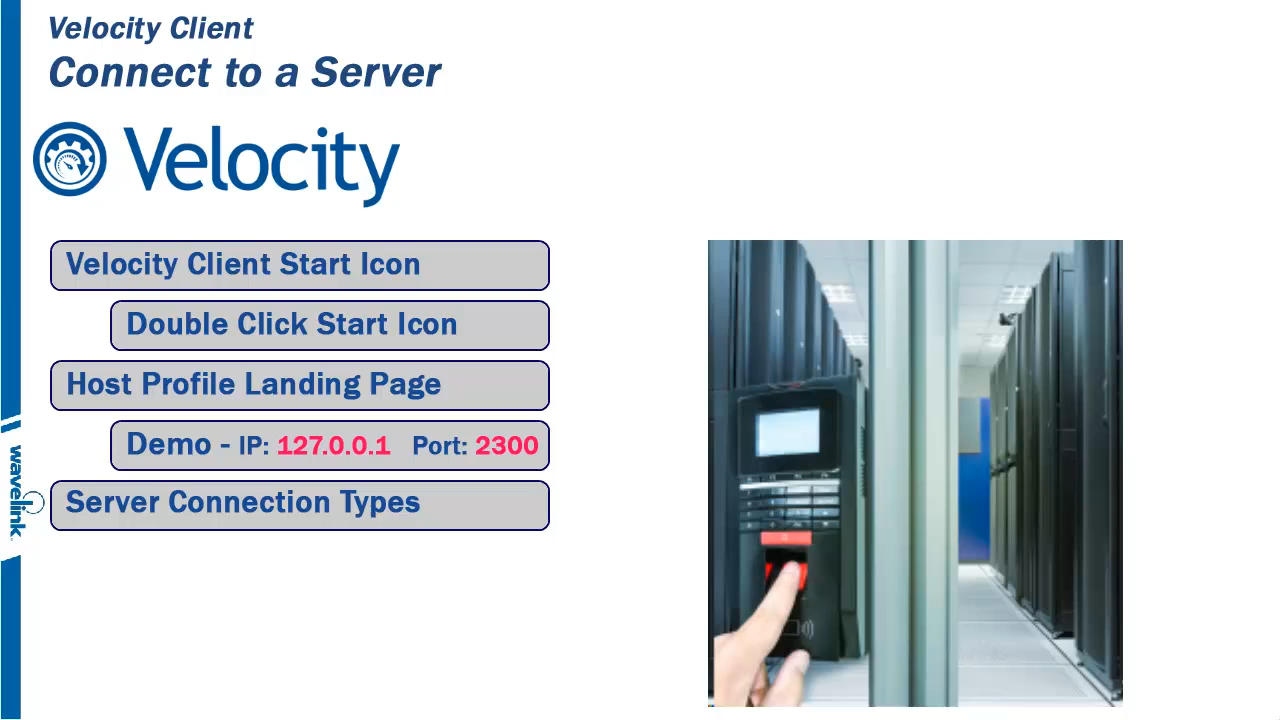 Velocity Client
Connect to a Server
Velocity
Velocity Client Start Icon
Double Click Start Icon
Host Profile Landing Page
Demo - IP: 127.0.0.1 Port: 2300
Server Connection Types
wavelink